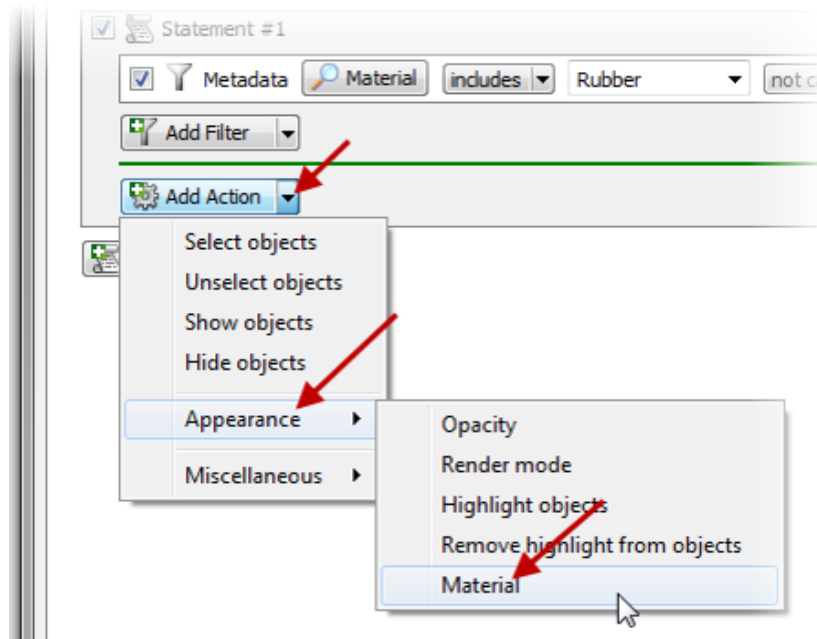 Statement #1
Metadata Material includes Rubber not c
Add Filter
Add Action
Select objects
Unselect objects
Show objects
Hide objects
Appearance
Miscellaneous
Opacity
Render mode
Highlight objects
Remove highlight from objects
Material